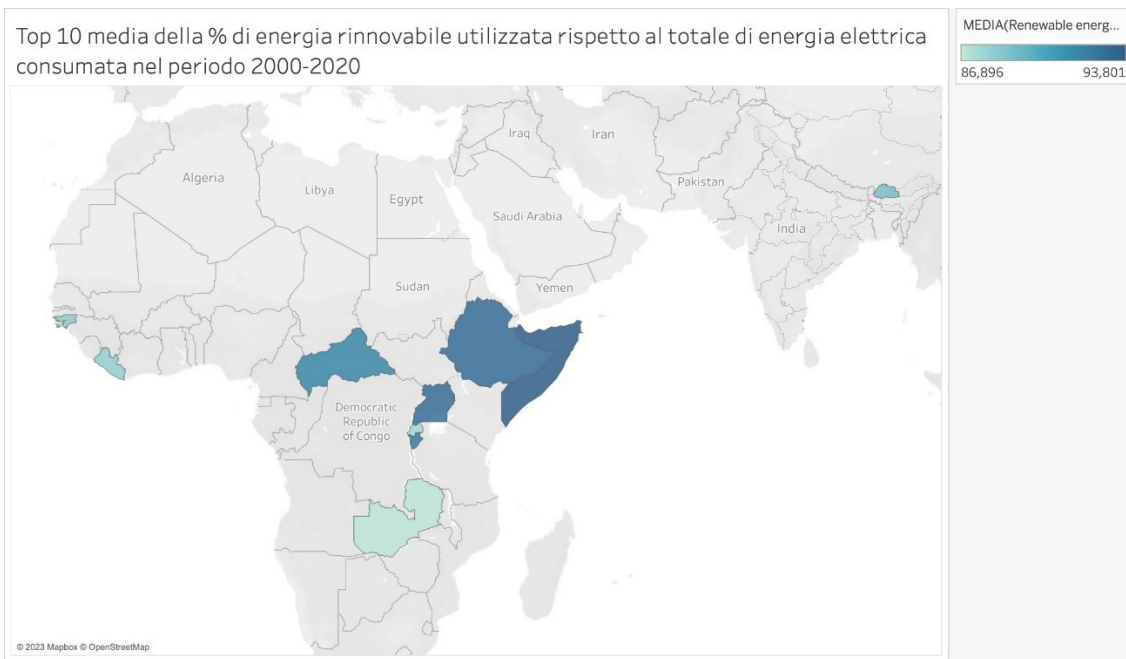 Top 10 media della % di energia rinnovabile utilizzata rispetto al totale di energia elettrica
consumata nel periodo 2000-2020
MEDIA(Renewable energ...
86,896 93,801
Iraq
Iran
Algeria
Libya
Egypt
Pakistan
Saudi Arabia
India
Sudan
Yemen
Democratic
Republic
of Congo
© 2023 Mapbox © OpenStreetMap